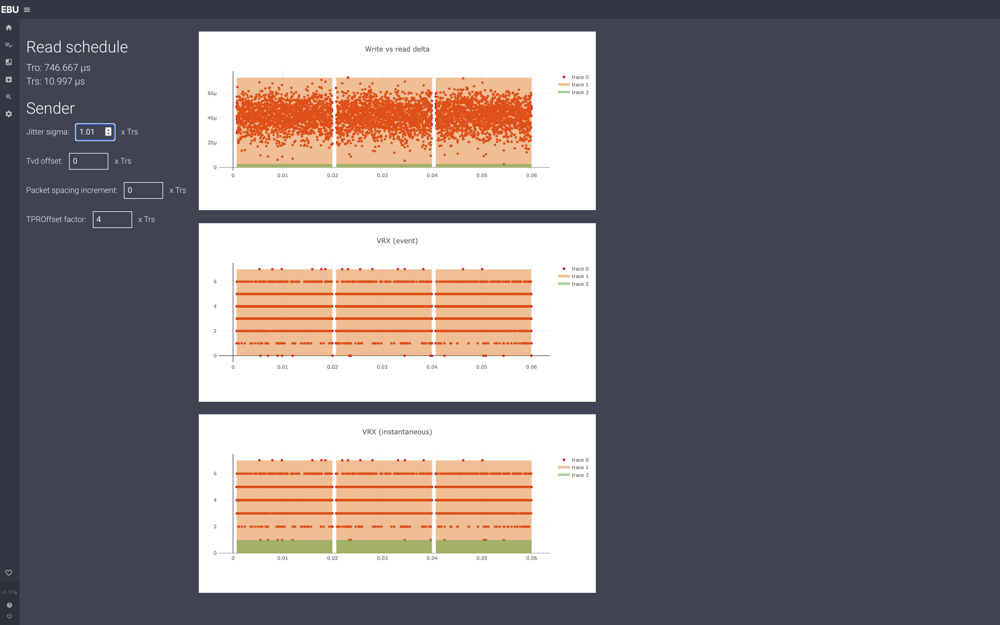 EBU
Read schedule
Tro: 746.667 µs
Trs: 10.997 µs
Sender
Jitter sigma: 1.01 x Trs
Tvd offset: 0 x Trs
Packet spacing increment: 0 x Trs
TPROffset factor: 4 x Trs
v1.17.6
Write vs read delta
60µ
40µ
20µ
0
0 0.01 0.02 0.03 0.04 0.05 0.06
trace 0
trace 1
trace 2
VRX (event)
6
4
2
0
0 0.01 0.02 0.03 0.04 0.05 0.06
trace 0
trace 1
trace 2
VRX (instantaneous)
6
4
2
0
0 0.01 0.02 0.03 0.04 0.05 0.06
trace 0
trace 1
trace 2